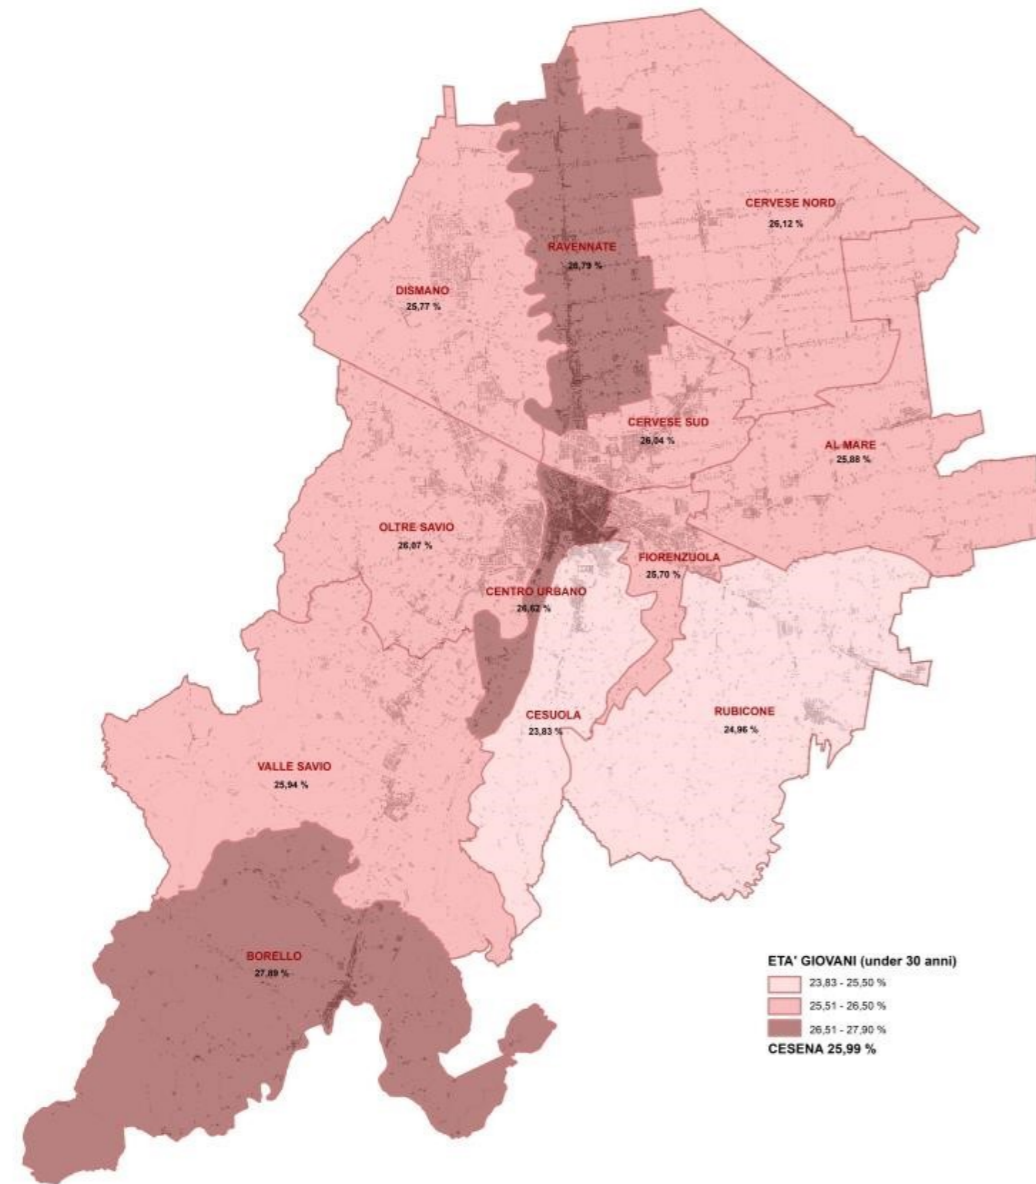 CERVESE NORD
26,12 %
RAVENNATE
26,79 %
DISMANO
25,77 %
CERVESE SUD
26,04 %
AL MARE
25,88 %
OLTRE SAVIO
26,07 %
FIORENZUOLA
25,70 %
CENTRO URBANO
26,62 %
CESUOLA
23,83 %
RUBICONE
24,96 %
VALLE SAVIO
25,94 %
BORELLO
27,89 %
ETA' GIOVANI (under 30 anni)
23,83 - 25,50 %
25,51 - 26,50 %
26,51 - 27,90 %
CESENA 25,99 %